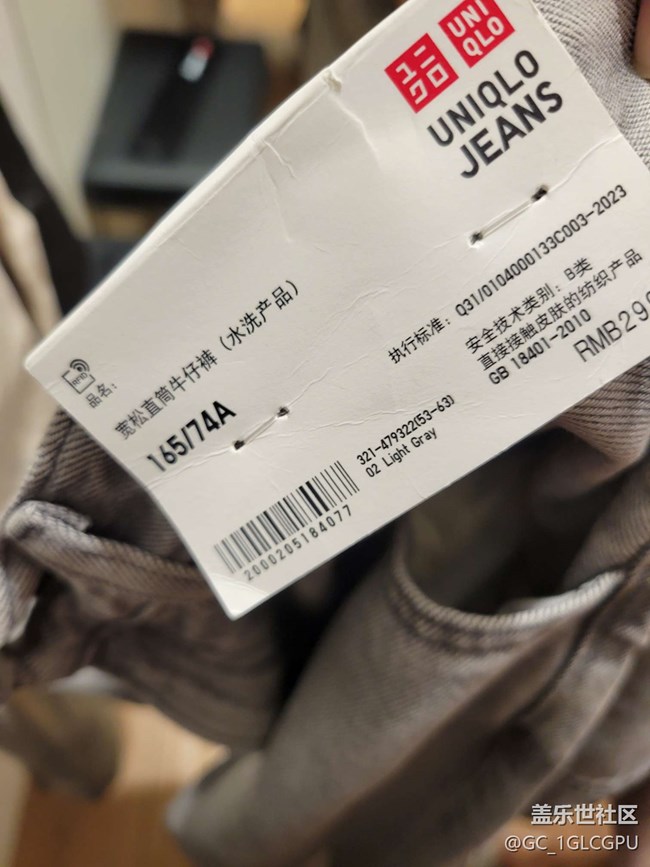 ユニクロ
UNIQLO
UNIQLO
JEANS
RFID
品名：
宽松直筒牛仔裤（水洗产品）
165/74A
执行标准：Q31/0104000133C003-2023
安全技术类别：B类
直接接触皮肤的纺织产品
GB 18401-2010
RMB29
321-479322(53-63)
02 Light Gray
2000205184077
盖乐世社区
@GC_1GLCGPU